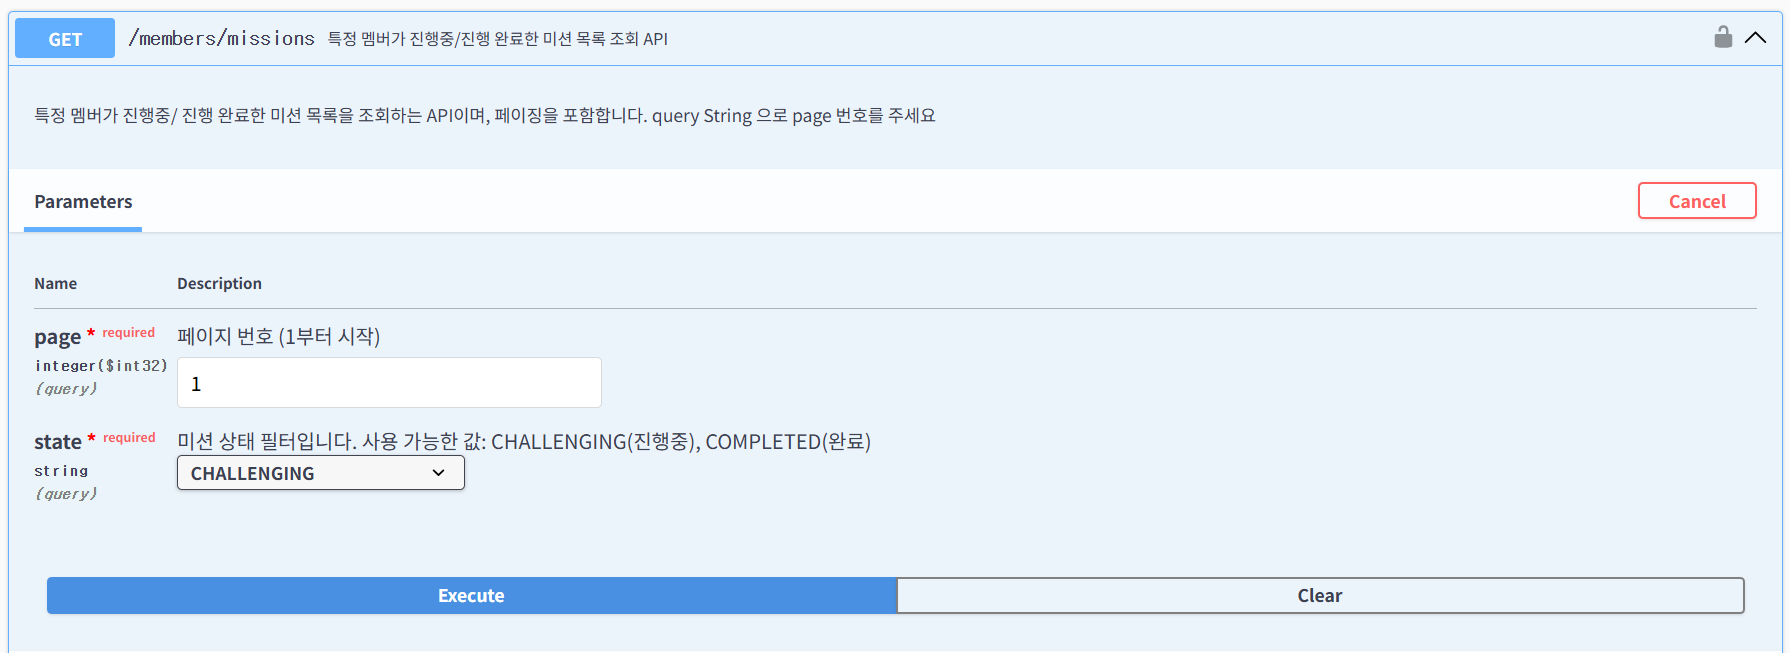 GET /members/missions 특정 멤버가 진행중/진행 완료한 미션 목록 조회 API
특정 멤버가 진행중/ 진행 완료한 미션 목록을 조회하는 API이며, 페이징을 포함합니다. query String 으로 page 번호를 주세요
Parameters Cancel
Name Description
page * required 페이지 번호 (1부터 시작)
integer($int32)
(query)
1
state * required 미션 상태 필터입니다. 사용 가능한 값: CHALLENGING(진행중), COMPLETED(완료)
string
(query)
CHALLENGING
Execute Clear